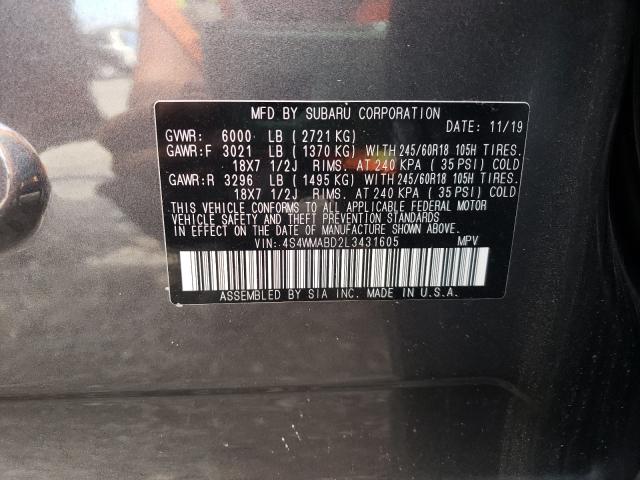 MFD BY SUBARU CORPORATION
DATE: 11/19
GVWR: 6000 LB ( 2721 KG)
GAWR:F 3021 LB ( 1370 KG) WITH 245/60R18 105H TIRES.
18X7 1/2J RIMS. AT 240 KPA ( 35 PSI) COLD
GAWR:R 3296 LB ( 1495 KG) WITH 245/60R18 105H TIRES.
18X7 1/2J RIMS. AT 240 KPA ( 35 PSI) COLD
THIS VEHICLE CONFORMS TO ALL APPLICABLE FEDERAL MOTOR
VEHICLE SAFETY AND THEFT PREVENTION STANDARDS
IN EFFECT ON THE DATE OF MANUFACTURE SHOWN ABOVE.
VIN: 4S4WMABD2L3431605 MPV
ASSEMBLED BY SIA INC. MADE IN U.S.A.